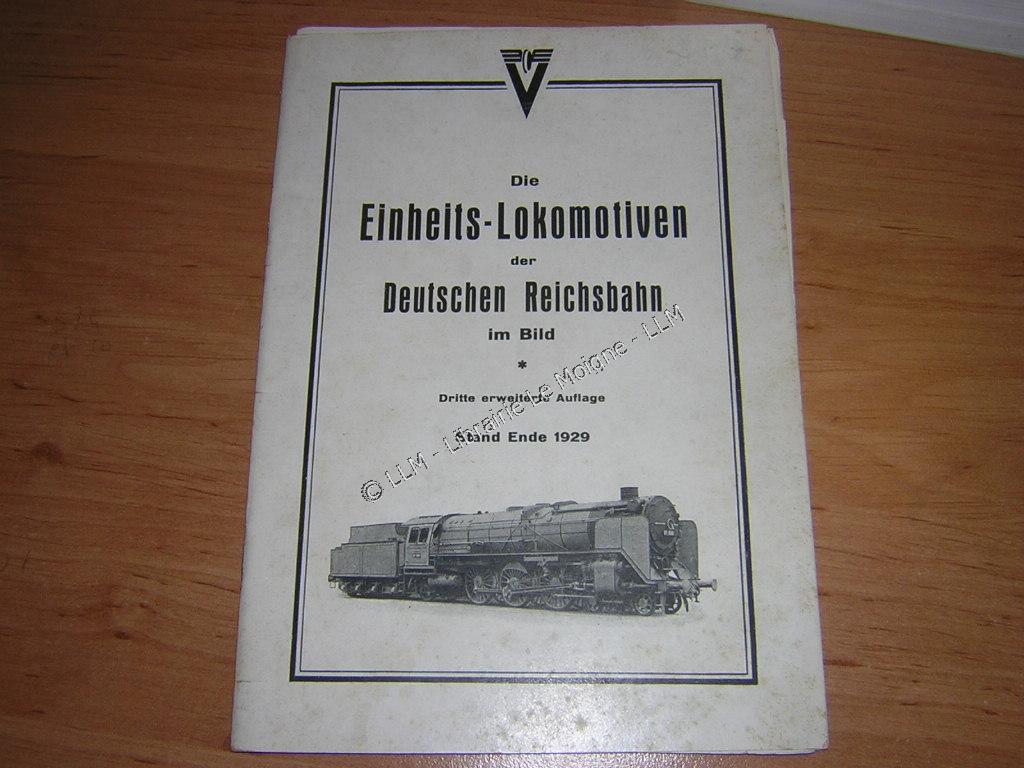 V
Die
Einheits-Lokomotiven
der
Deutschen Reichsbahn
im Bild
*
Dritte erweiterte Auflage
Stand Ende 1929
© LLM - Librairie Le Moigne - LLM